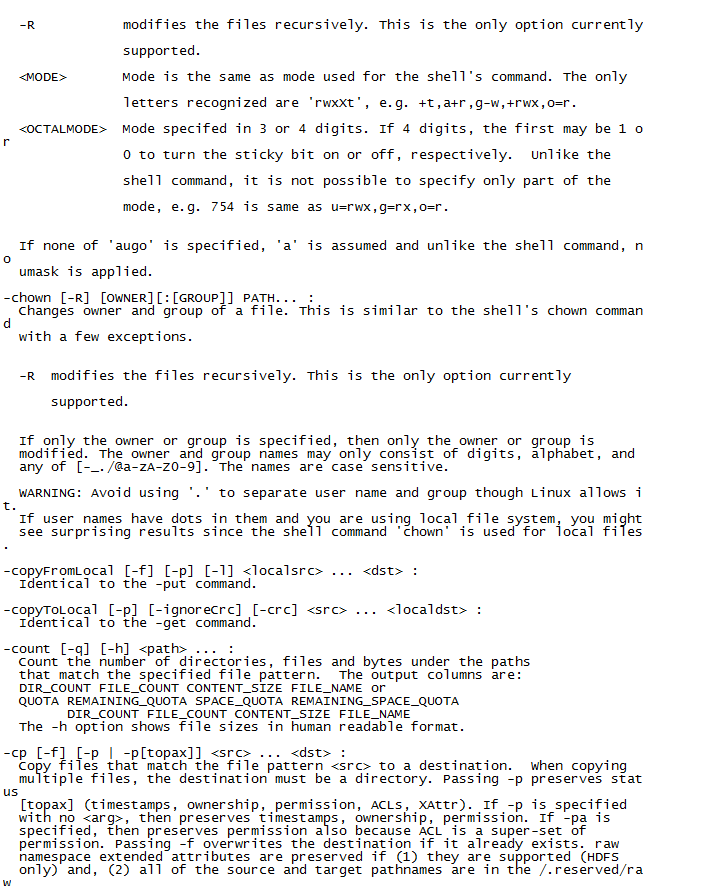 -R           modifies the files recursively. This is the only option currently
supported.
<MODE>       Mode is the same as mode used for the shell's command. The only
letters recognized are 'rwxXt', e.g. +t,a+r,g-w,+rwx,o=r.
<OCTALMODE>  Mode specifed in 3 or 4 digits. If 4 digits, the first may be 1 o
r
0 to turn the sticky bit on or off, respectively.  Unlike the
shell command, it is not possible to specify only part of the
mode, e.g. 754 is same as u=rwx,g=rx,o=r.
If none of 'augo' is specified, 'a' is assumed and unlike the shell command, n
o
umask is applied.
-chown [-R] [OWNER][:[GROUP]] PATH... :
Changes owner and group of a file. This is similar to the shell's chown comman
d
with a few exceptions.
-R  modifies the files recursively. This is the only option currently
supported.
If only the owner or group is specified, then only the owner or group is
modified. The owner and group names may only consist of digits, alphabet, and
any of [-_./@a-zA-Z0-9]. The names are case sensitive.
WARNING: Avoid using '.' to separate user name and group though Linux allows i
t.
If user names have dots in them and you are using local file system, you might
see surprising results since the shell command 'chown' is used for local files
.
-copyFromLocal [-f] [-p] [-l] <localsrc> ... <dst> :
Identical to the -put command.
-copyToLocal [-p] [-ignoreCrc] [-crc] <src> ... <localdst> :
Identical to the -get command.
-count [-q] [-h] <path> ... :
Count the number of directories, files and bytes under the paths
that match the specified file pattern.  The output columns are:
DIR_COUNT FILE_COUNT CONTENT_SIZE FILE_NAME or
QUOTA REMAINING_QUOTA SPACE_QUOTA REMAINING_SPACE_QUOTA
DIR_COUNT FILE_COUNT CONTENT_SIZE FILE_NAME
The -h option shows file sizes in human readable format.
-cp [-f] [-p | -p[topax]] <src> ... <dst> :
Copy files that match the file pattern <src> to a destination.  When copying
multiple files, the destination must be a directory. Passing -p preserves stat
us
[topax] (timestamps, ownership, permission, ACLs, XAttr). If -p is specified
with no <arg>, then preserves timestamps, ownership, permission. If -pa is
specified, then preserves permission also because ACL is a super-set of
permission. Passing -f overwrites the destination if it already exists. raw
namespace extended attributes are preserved if (1) they are supported (HDFS
only) and, (2) all of the source and target pathnames are in the /.reserved/ra
w